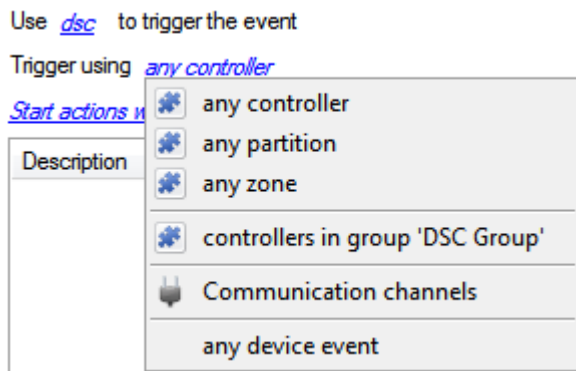 Use dsc to trigger the event
Trigger using any controller
Start actions w
any controller
any partition
Description
any zone
controllers in group 'DSC Group'
Communication channels
any device event